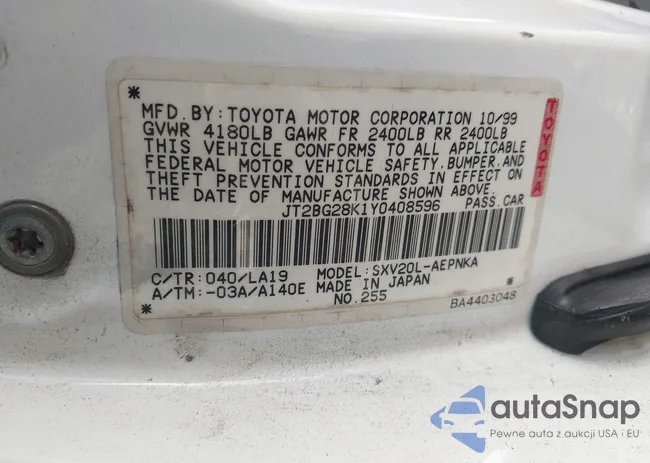 MFD. BY: TOYOTA MOTOR CORPORATION 10/99
GVWR 4180LB GAWR FR 2400LB RR 2400LB
THIS VEHICLE CONFORMS TO ALL APPLICABLE
FEDERAL MOTOR VEHICLE SAFETY, BUMPER, AND
THEFT PREVENTION STANDARDS IN EFFECT ON
THE DATE OF MANUFACTURE SHOWN ABOVE.
JT2BG28K1Y0408596 PASS. CAR
TOYOTA
C/TR: 040/LA19 MODEL: SXV20L-AEPNKA
A/TM: -03A/A140E MADE IN JAPAN
NO. 255 BA4403048
autoSnap
Pewne auta z aukcji USA i EU